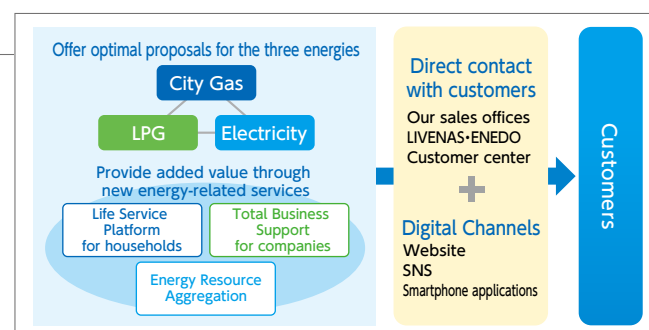 Offer optimal proposals for the three energies
City Gas
LPG
Electricity
Provide added value through
new energy-related services
Life Service
Platform
for households
Total Business
Support
for companies
Energy Resource
Aggregation
Direct contact
with customers
Our sales offices
LIVENAS・ENEDO
Customer center
+
Digital Channels
Website
SNS
Smartphone applications
Customers